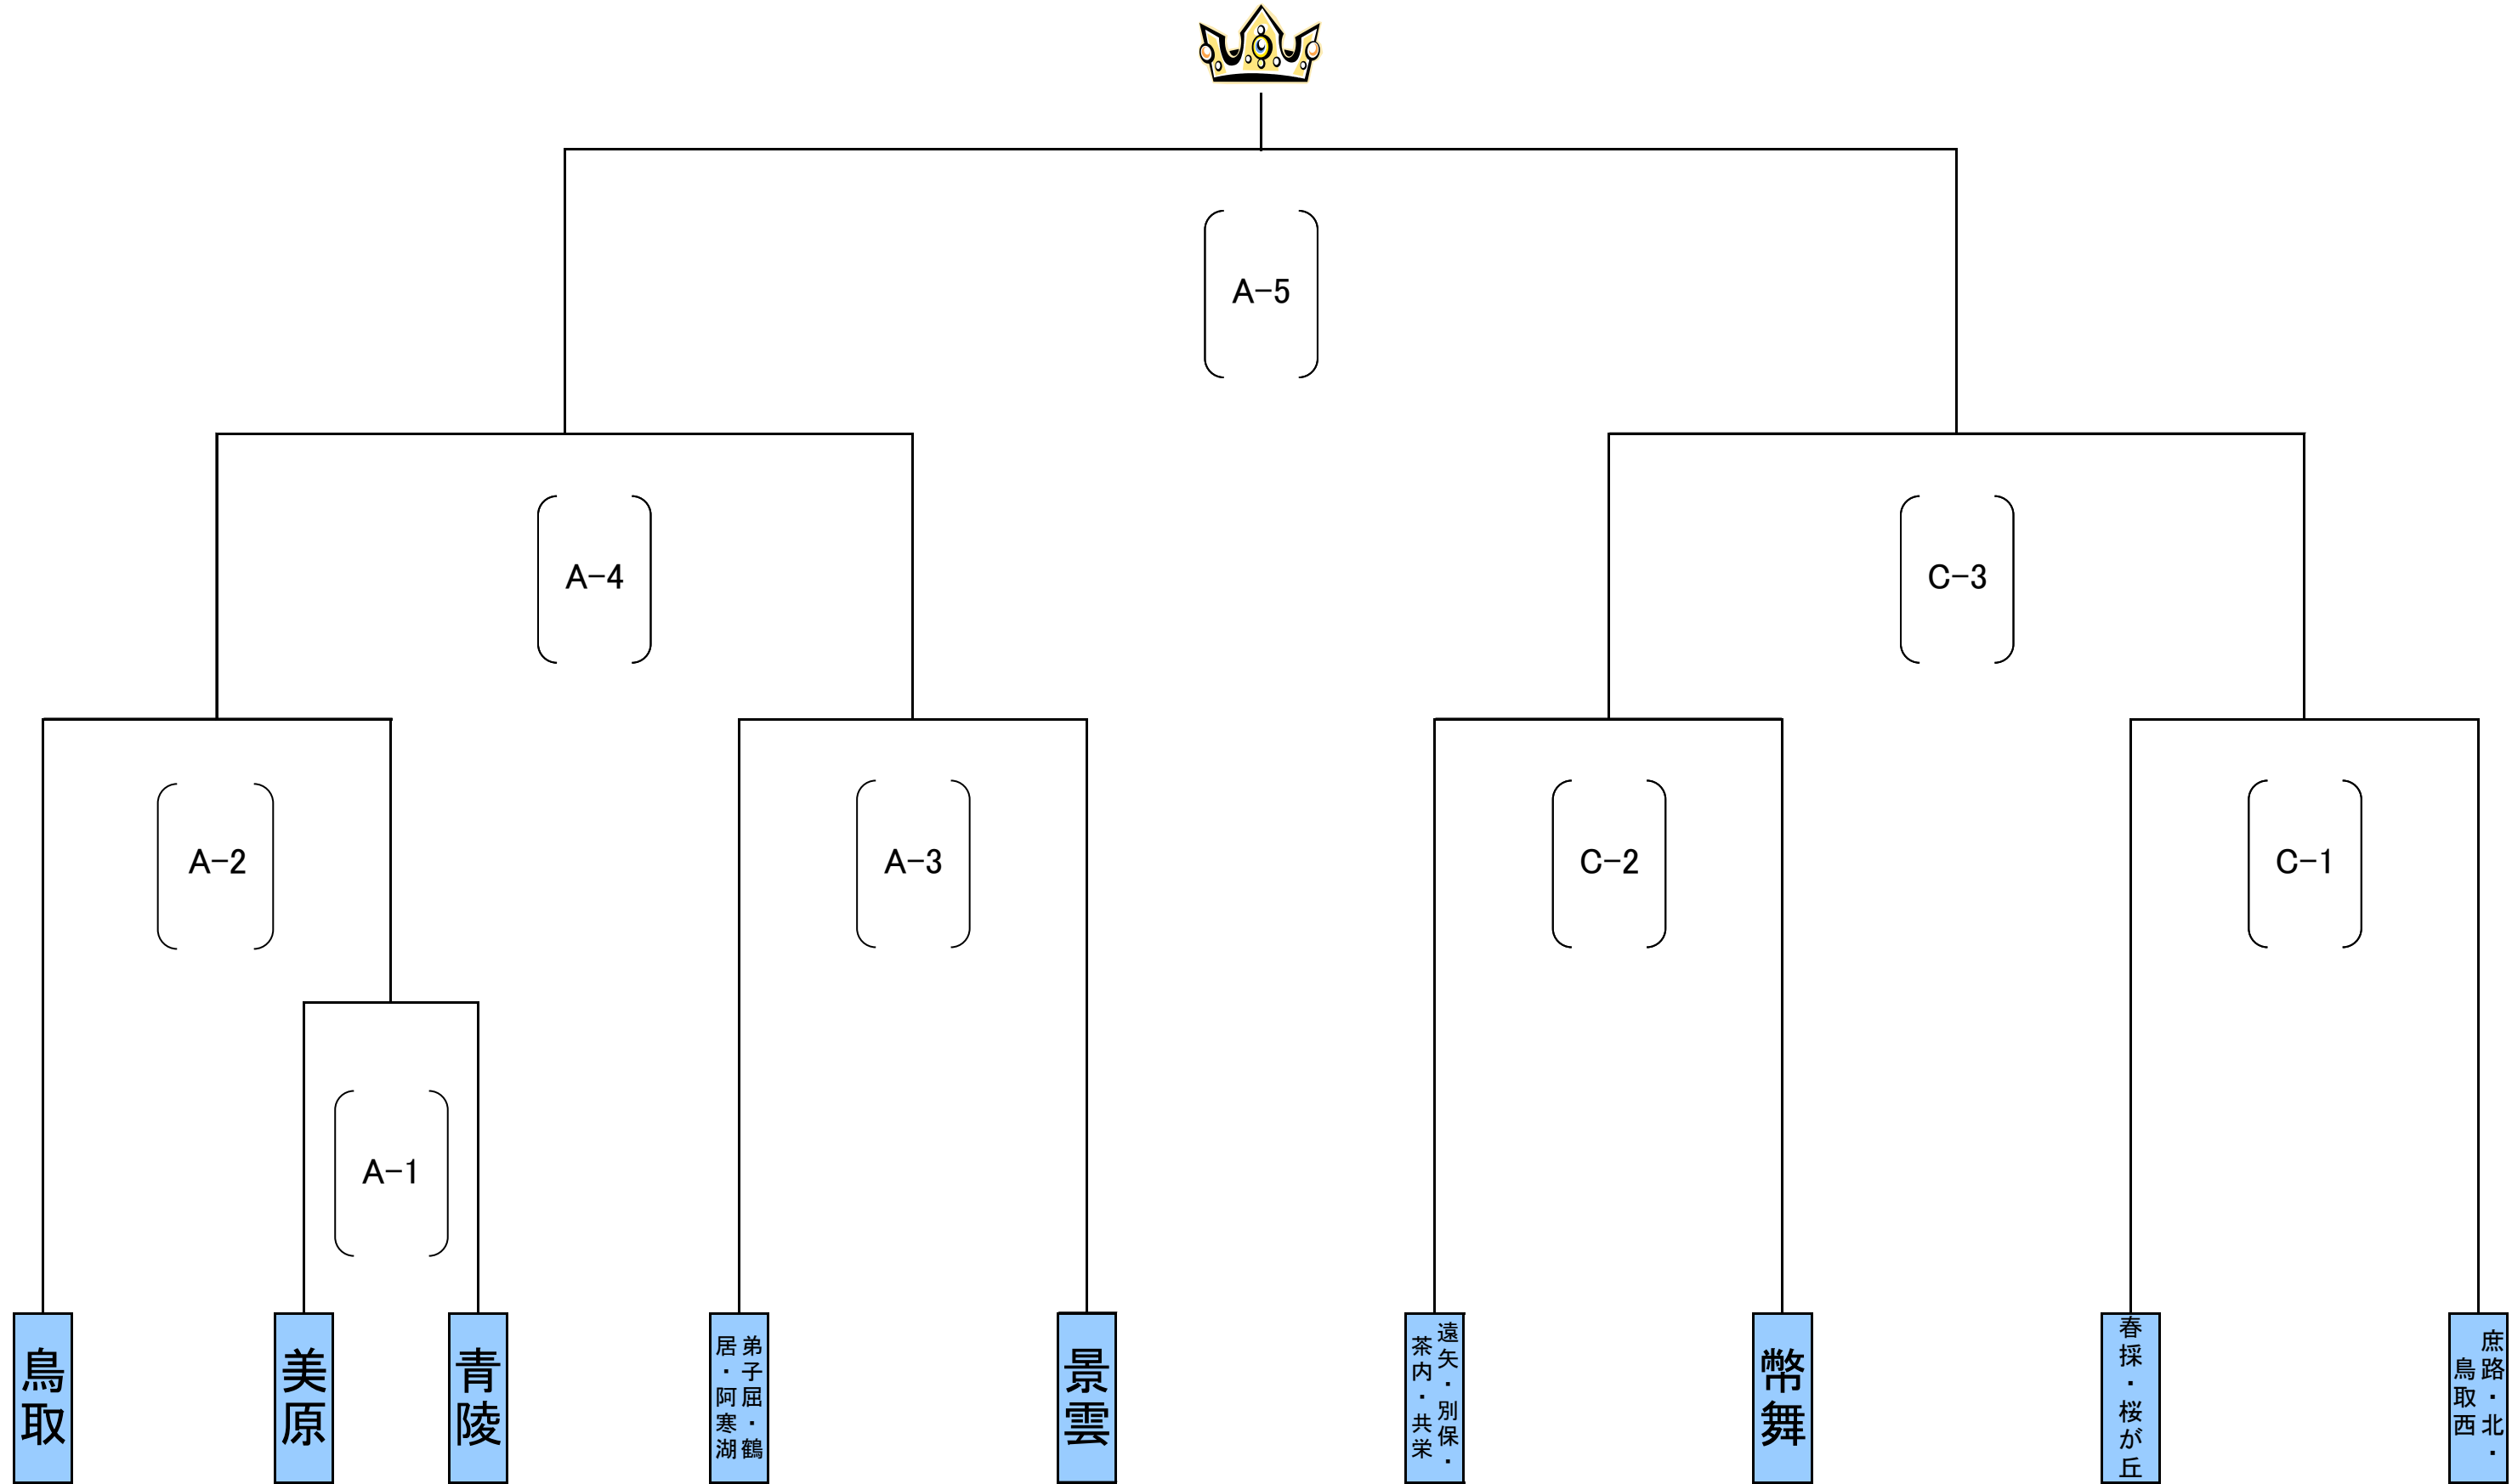 A-5
A-4
C-3
A-2
A-3
C-2
C-1
A-1
鳥取
美原
青陵
弟子屈・鶴
居・阿寒湖
景雲
遠矢・別保・
茶内・共栄
幣舞
春採・桜が丘
庶路・北・
鳥取西